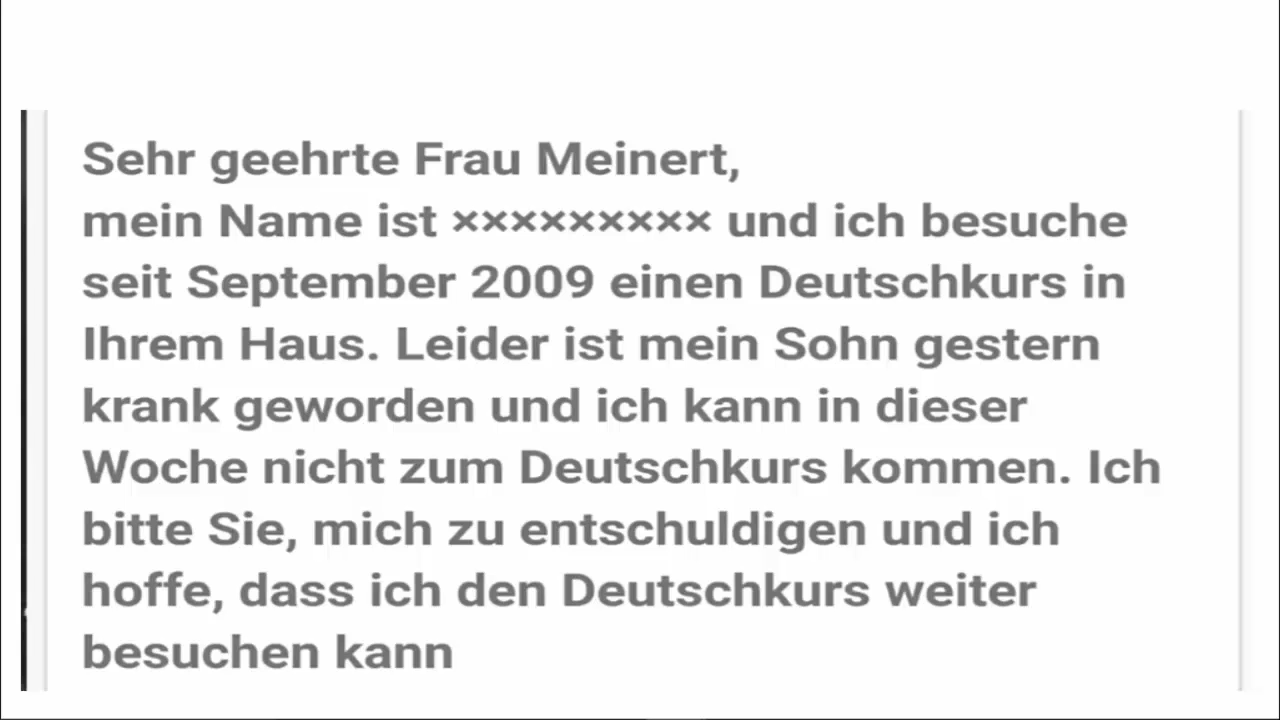 Sehr geehrte Frau Meinert,
mein Name ist ××××××××× und ich besuche
seit September 2009 einen Deutschkurs in
Ihrem Haus. Leider ist mein Sohn gestern
krank geworden und ich kann in dieser
Woche nicht zum Deutschkurs kommen. Ich
bitte Sie, mich zu entschuldigen und ich
hoffe, dass ich den Deutschkurs weiter
besuchen kann